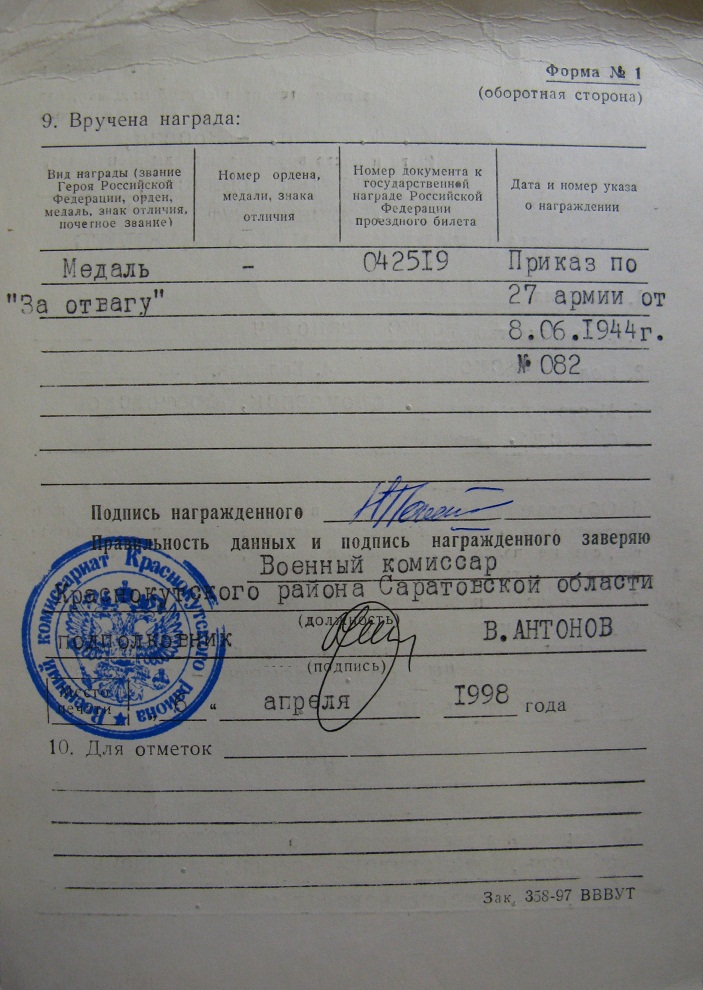 Форма № 1
(оборотная сторона)
9. Вручена награда:
Вид награды (звание Героя Российской Федерации, орден, медаль, знак отличия, почетное звание)
Номер ордена, медали, знака отличия
Номер документа к государственной награде Российской Федерации проездного билета
Дата и номер указа о награждении
Медаль - 042519 Приказ по
"За отвагу" 27 армии от
8.06.1944г.
№ 082
Подпись награжденного
Правильность данных и подпись награжденного заверяю
Военный комиссар
Краснокутского района Саратовской области
(должность)
подполковник В.АНТОНОВ
(подпись)
Место печати
" апреля 1998 года
Военный комиссариат Краснокутского района
10. Для отметок
Зак. 358-97 ВВВУТ